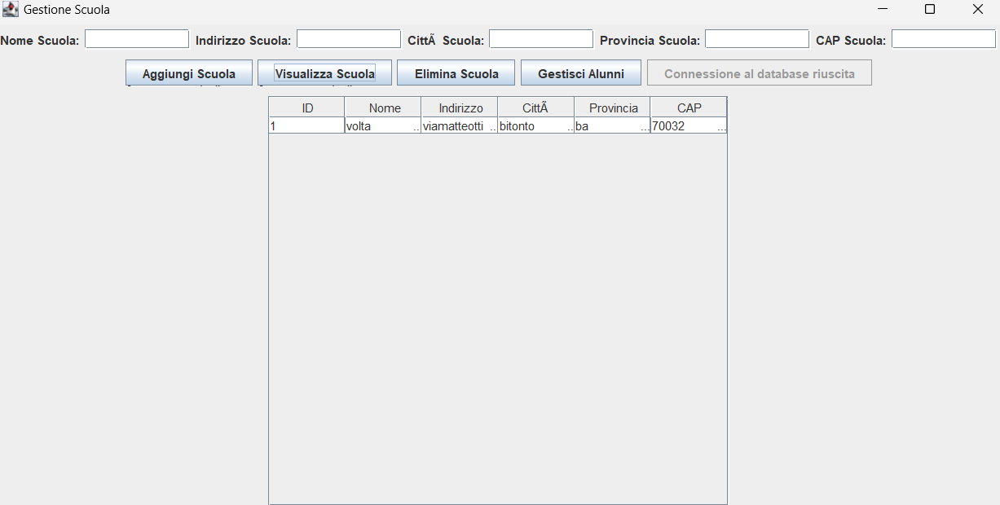 Gestione Scuola
Nome Scuola: Indirizzo Scuola: CittÃ Scuola: Provincia Scuola: CAP Scuola:
Aggiungi Scuola Visualizza Scuola Elimina Scuola Gestisci Alunni Connessione al database riuscita
ID Nome Indirizzo CittÃ Provincia CAP
1 volta .. viamatteotti .. bitonto .. ba ... 70032 ...